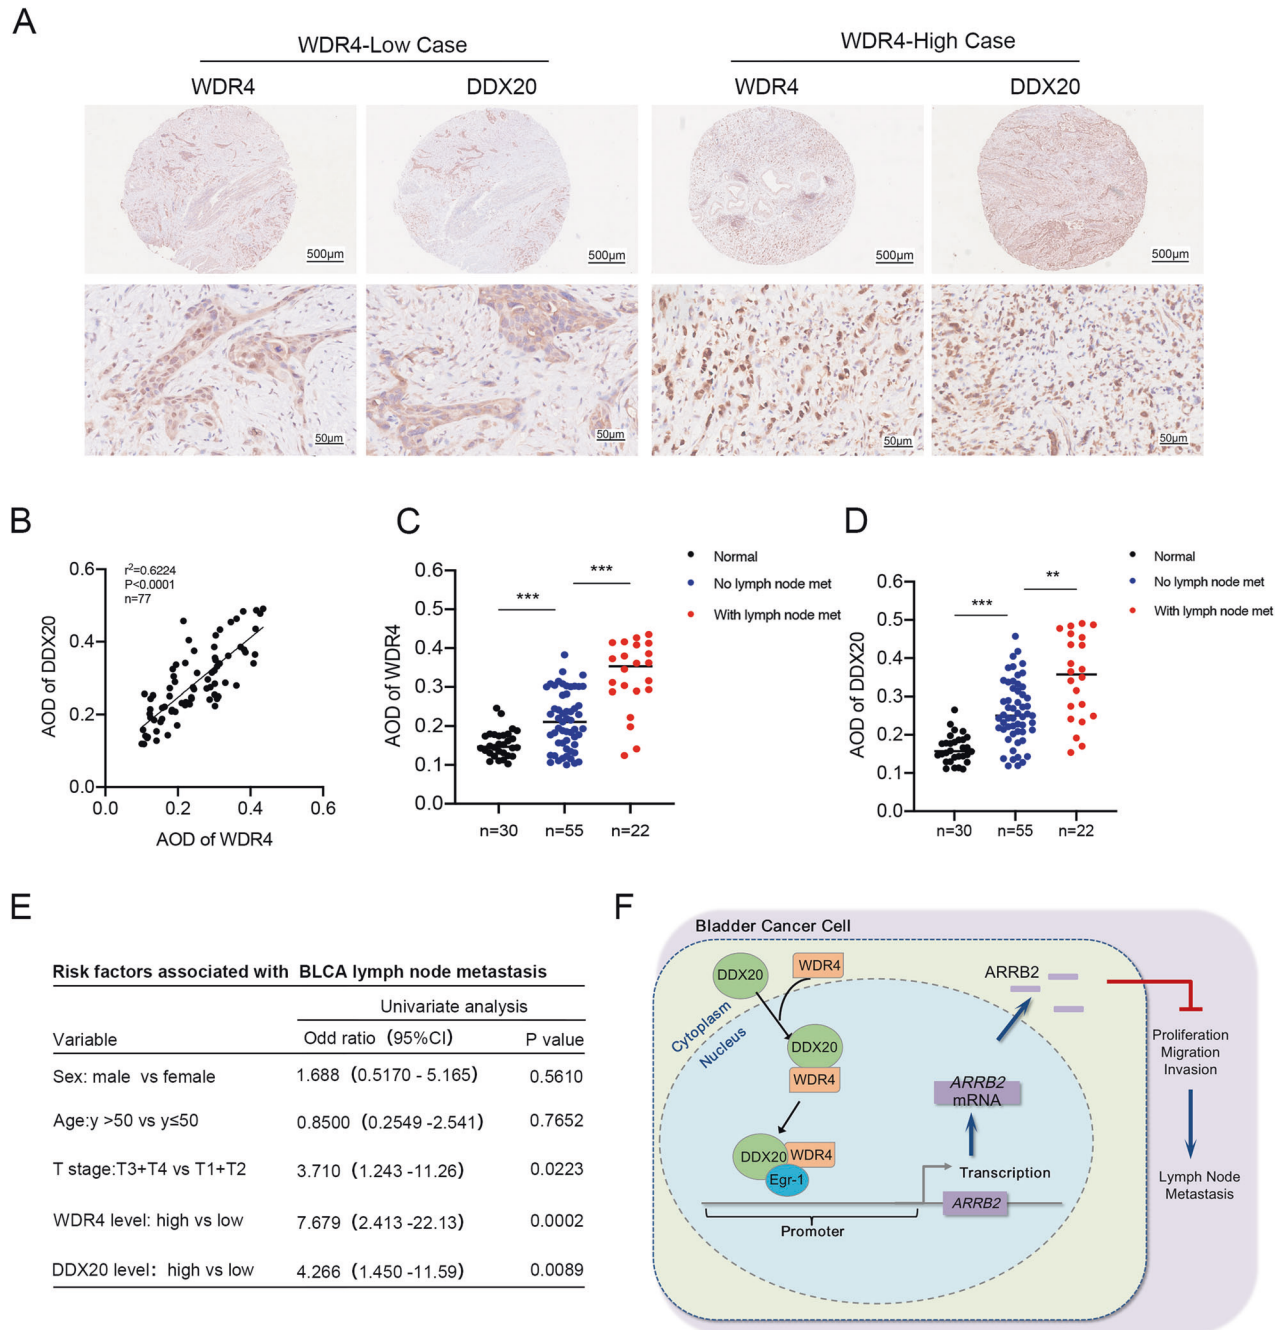 A
WDR4-Low Case
WDR4-High Case
WDR4
DDX20
WDR4
DDX20
500µm
500µm
500µm
500µm
50µm
50µm
50µm
50µm
B
r²=0.6224
P<0.0001
n=77
AOD of DDX20
0.6
0.4
0.2
0.0
0.0
0.2
0.4
0.6
AOD of WDR4
C
Normal
No lymph node met
With lymph node met
AOD of WDR4
0.6
0.5
0.4
0.3
0.2
0.1
0.0
***
***
n=30
n=55
n=22
D
Normal
No lymph node met
With lymph node met
AOD of DDX20
0.6
0.5
0.4
0.3
0.2
0.1
0.0
***
**
n=30
n=55
n=22
E
Risk factors associated with BLCA lymph node metastasis
Univariate analysis
Variable Odd ratio (95%CI) P value
Sex: male vs female 1.688 (0.5170 - 5.165) 0.5610
Age:y >50 vs y≤50 0.8500 (0.2549 -2.541) 0.7652
T stage:T3+T4 vs T1+T2 3.710 (1.243 -11.26) 0.0223
WDR4 level: high vs low 7.679 (2.413 -22.13) 0.0002
DDX20 level: high vs low 4.266 (1.450 -11.59) 0.0089
F
Bladder Cancer Cell
DDX20
WDR4
Cytoplasm
Nucleus
DDX20
WDR4
DDX20
WDR4
Egr-1
Promoter
ARRB2
Transcription
ARRB2
mRNA
ARRB2
Proliferation
Migration
Invasion
Lymph Node
Metastasis